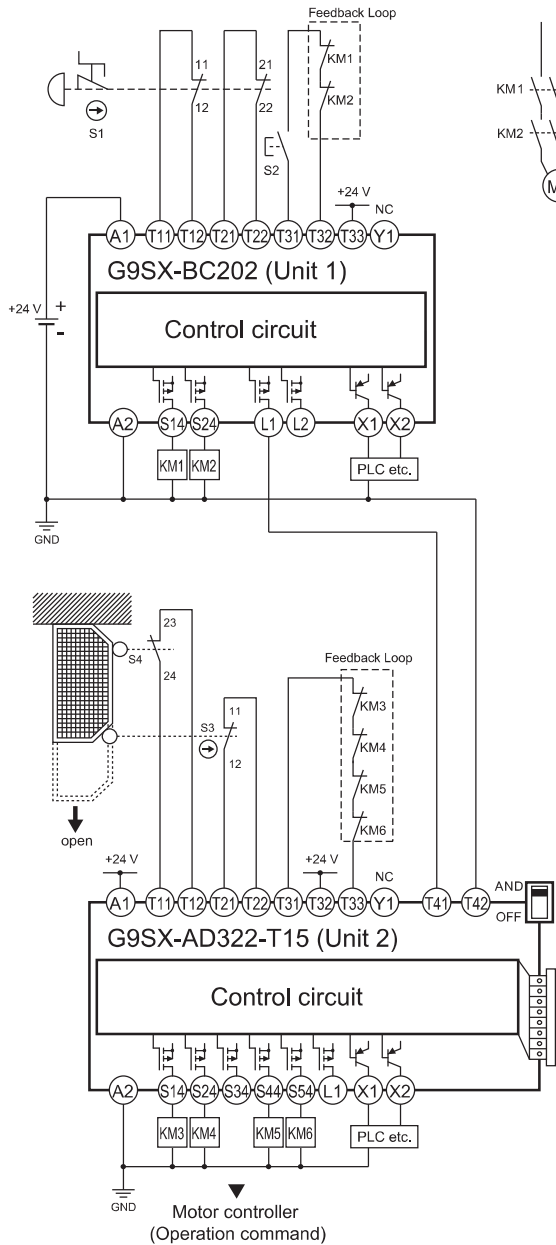 Feedback Loop
11 21 KM1
12 22 KM2
S1 S2
KM1
KM2
M
+24 V
NC
A1 T11 T12 T21 T22 T31 T32 T33 Y1
G9SX-BC202 (Unit 1)
+24 V + -
Control circuit
A2 S14 S24 L1 L2 X1 X2
KM1 KM2 PLC etc.
GND
23
S4
24
Feedback Loop
S3 11
12
KM3
KM4
KM5
KM6
open
+24 V +24 V NC
A1 T11 T12 T21 T22 T31 T32 T33 Y1 T41 T42
AND
OFF
G9SX-AD322-T15 (Unit 2)
Control circuit
A2 S14 S24 S34 S44 S54 L1 X1 X2
KM3 KM4 KM5 KM6 PLC etc.
GND
Motor controller
(Operation command)